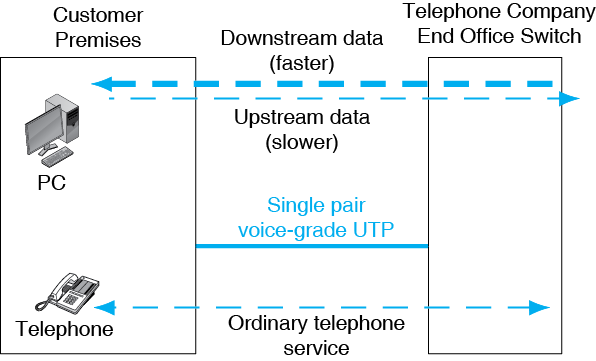 Customer
Premises
Telephone Company
End Office Switch
Downstream data
(faster)
Upstream data
(slower)
PC
Single pair
voice-grade UTP
Telephone
Ordinary telephone
service